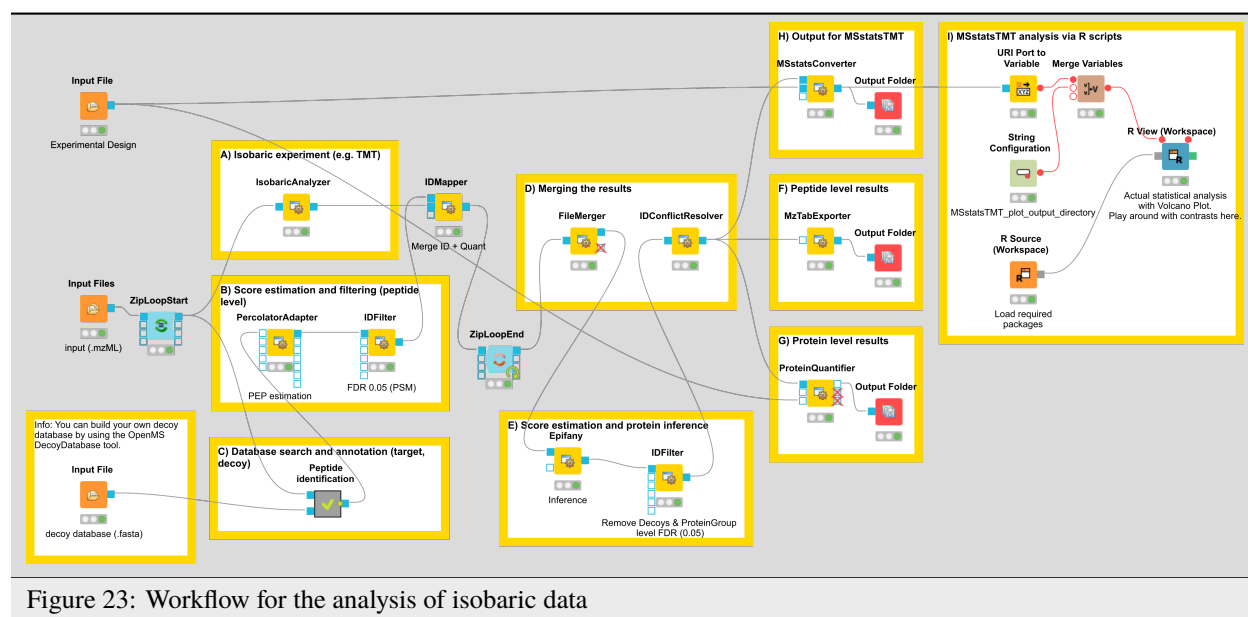 Input File
Experimental Design
Input Files
input (.mzML)
ZipLoopStart
Info: You can build your own decoy
database by using the OpenMS
DecoyDatabase tool.
Input File
decoy database (.fasta)
A) Isobaric experiment (e.g. TMT)
IsobaricAnalyzer
B) Score estimation and filtering (peptide
level)
PercolatorAdapter
PEP estimation
IDFilter
FDR 0.05 (PSM)
C) Database search and annotation (target,
decoy)
Peptide
identification
IDMapper
Merge ID + Quant
ZipLoopEnd
D) Merging the results
FileMerger
IDConflictResolver
E) Score estimation and protein inference
Epifany
Inference
IDFilter
Remove Decoys & ProteinGroup
level FDR (0.05)
H) Output for MSstatsTMT
MSstatsConverter
Output Folder
F) Peptide level results
MzTabExporter
Output Folder
G) Protein level results
ProteinQuantifier
Output Folder
I) MSstatsTMT analysis via R scripts
URI Port to
Variable
Merge Variables
v?
v?
]-V
String
Configuration
MSstatsTMT_plot_output_directory
R View (Workspace)
R
Actual statistical analysis
with Volcano Plot.
Play around with contrasts here.
R Source
(Workspace)
R
Load required
packages
Figure 23: Workflow for the analysis of isobaric data